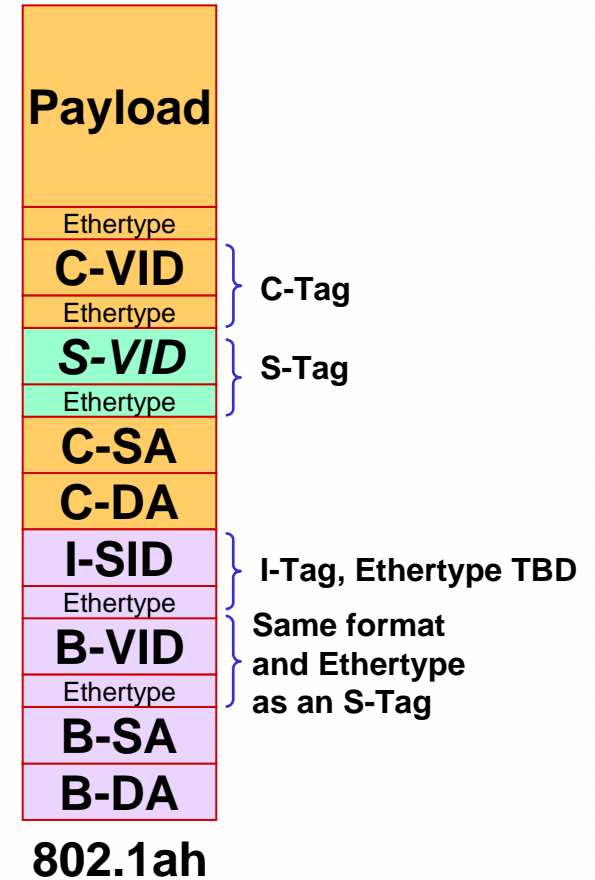 Payload
Ethertype
C-VID
Ethertype
C-Tag
S-VID
Ethertype
S-Tag
C-SA
C-DA
I-SID
Ethertype
I-Tag, Ethertype TBD
B-VID
Ethertype
Same format
and Ethertype
as an S-Tag
B-SA
B-DA
802.1ah